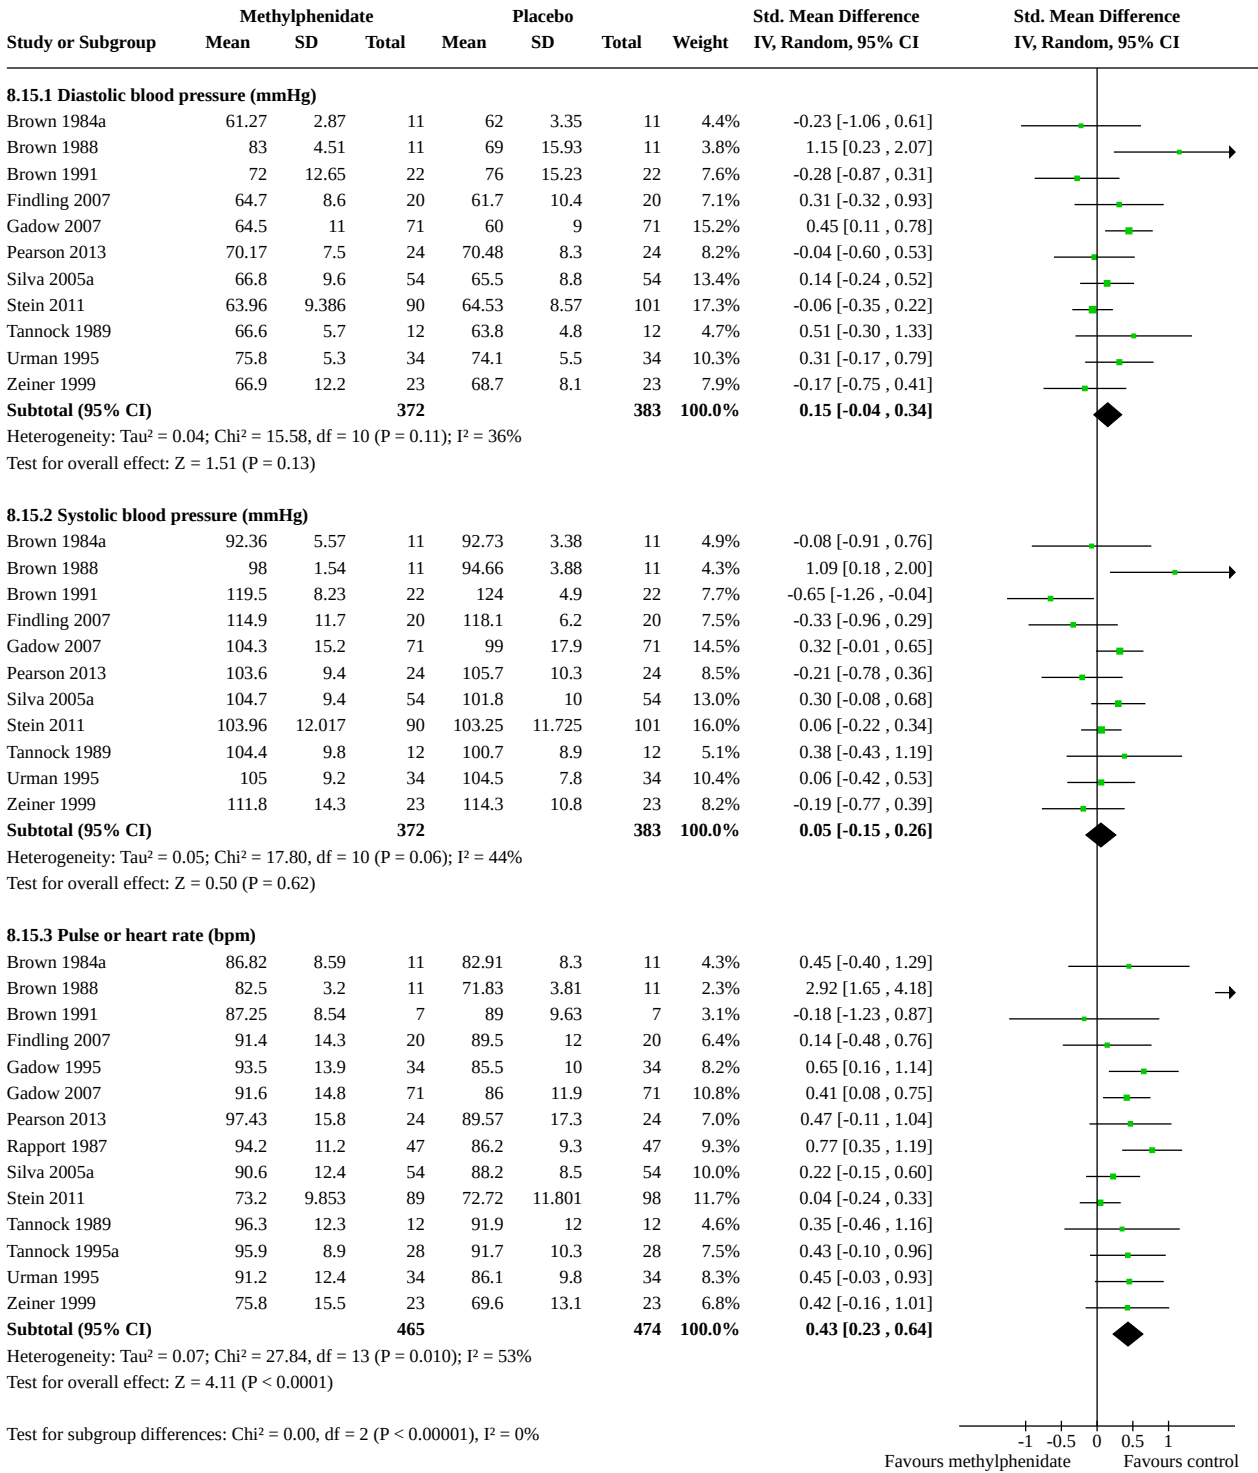 Methylphenidate Placebo Std. Mean Difference Std. Mean Difference
Study or Subgroup Mean SD Total Mean SD Total Weight IV, Random, 95% CI IV, Random, 95% CI
8.15.1 Diastolic blood pressure (mmHg)
Brown 1984a 61.27 2.87 11 62 3.35 11 4.4% -0.23 [-1.06 , 0.61]
Brown 1988 83 4.51 11 69 15.93 11 3.8% 1.15 [0.23 , 2.07]
Brown 1991 72 12.65 22 76 15.23 22 7.6% -0.28 [-0.87 , 0.31]
Findling 2007 64.7 8.6 20 61.7 10.4 20 7.1% 0.31 [-0.32 , 0.93]
Gadow 2007 64.5 11 71 60 9 71 15.2% 0.45 [0.11 , 0.78]
Pearson 2013 70.17 7.5 24 70.48 8.3 24 8.2% -0.04 [-0.60 , 0.53]
Silva 2005a 66.8 9.6 54 65.5 8.8 54 13.4% 0.14 [-0.24 , 0.52]
Stein 2011 63.96 9.386 90 64.53 8.57 101 17.3% -0.06 [-0.35 , 0.22]
Tannock 1989 66.6 5.7 12 63.8 4.8 12 4.7% 0.51 [-0.30 , 1.33]
Urman 1995 75.8 5.3 34 74.1 5.5 34 10.3% 0.31 [-0.17 , 0.79]
Zeiner 1999 66.9 12.2 23 68.7 8.1 23 7.9% -0.17 [-0.75 , 0.41]
Subtotal (95% CI) 372 383 100.0% 0.15 [-0.04 , 0.34]
Heterogeneity: Tau² = 0.04; Chi² = 15.58, df = 10 (P = 0.11); I² = 36%
Test for overall effect: Z = 1.51 (P = 0.13)
8.15.2 Systolic blood pressure (mmHg)
Brown 1984a 92.36 5.57 11 92.73 3.38 11 4.9% -0.08 [-0.91 , 0.76]
Brown 1988 98 1.54 11 94.66 3.88 11 4.3% 1.09 [0.18 , 2.00]
Brown 1991 119.5 8.23 22 124 4.9 22 7.7% -0.65 [-1.26 , -0.04]
Findling 2007 114.9 11.7 20 118.1 6.2 20 7.5% -0.33 [-0.96 , 0.29]
Gadow 2007 104.3 15.2 71 99 17.9 71 14.5% 0.32 [-0.01 , 0.65]
Pearson 2013 103.6 9.4 24 105.7 10.3 24 8.5% -0.21 [-0.78 , 0.36]
Silva 2005a 104.7 9.4 54 101.8 10 54 13.0% 0.30 [-0.08 , 0.68]
Stein 2011 103.96 12.017 90 103.25 11.725 101 16.0% 0.06 [-0.22 , 0.34]
Tannock 1989 104.4 9.8 12 100.7 8.9 12 5.1% 0.38 [-0.43 , 1.19]
Urman 1995 105 9.2 34 104.5 7.8 34 10.4% 0.06 [-0.42 , 0.53]
Zeiner 1999 111.8 14.3 23 114.3 10.8 23 8.2% -0.19 [-0.77 , 0.39]
Subtotal (95% CI) 372 383 100.0% 0.05 [-0.15 , 0.26]
Heterogeneity: Tau² = 0.05; Chi² = 17.80, df = 10 (P = 0.06); I² = 44%
Test for overall effect: Z = 0.50 (P = 0.62)
8.15.3 Pulse or heart rate (bpm)
Brown 1984a 86.82 8.59 11 82.91 8.3 11 4.3% 0.45 [-0.40 , 1.29]
Brown 1988 82.5 3.2 11 71.83 3.81 11 2.3% 2.92 [1.65 , 4.18]
Brown 1991 87.25 8.54 7 89 9.63 7 3.1% -0.18 [-1.23 , 0.87]
Findling 2007 91.4 14.3 20 89.5 12 20 6.4% 0.14 [-0.48 , 0.76]
Gadow 1995 93.5 13.9 34 85.5 10 34 8.2% 0.65 [0.16 , 1.14]
Gadow 2007 91.6 14.8 71 86 11.9 71 10.8% 0.41 [0.08 , 0.75]
Pearson 2013 97.43 15.8 24 89.57 17.3 24 7.0% 0.47 [-0.11 , 1.04]
Rapport 1987 94.2 11.2 47 86.2 9.3 47 9.3% 0.77 [0.35 , 1.19]
Silva 2005a 90.6 12.4 54 88.2 8.5 54 10.0% 0.22 [-0.15 , 0.60]
Stein 2011 73.2 9.853 89 72.72 11.801 98 11.7% 0.04 [-0.24 , 0.33]
Tannock 1989 96.3 12.3 12 91.9 12 12 4.6% 0.35 [-0.46 , 1.16]
Tannock 1995a 95.9 8.9 28 91.7 10.3 28 7.5% 0.43 [-0.10 , 0.96]
Urman 1995 91.2 12.4 34 86.1 9.8 34 8.3% 0.45 [-0.03 , 0.93]
Zeiner 1999 75.8 15.5 23 69.6 13.1 23 6.8% 0.42 [-0.16 , 1.01]
Subtotal (95% CI) 465 474 100.0% 0.43 [0.23 , 0.64]
Heterogeneity: Tau² = 0.07; Chi² = 27.84, df = 13 (P = 0.010); I² = 53%
Test for overall effect: Z = 4.11 (P < 0.0001)
Test for subgroup differences: Chi² = 0.00, df = 2 (P < 0.00001), I² = 0%
-1 -0.5 0 0.5 1
Favours methylphenidate Favours control